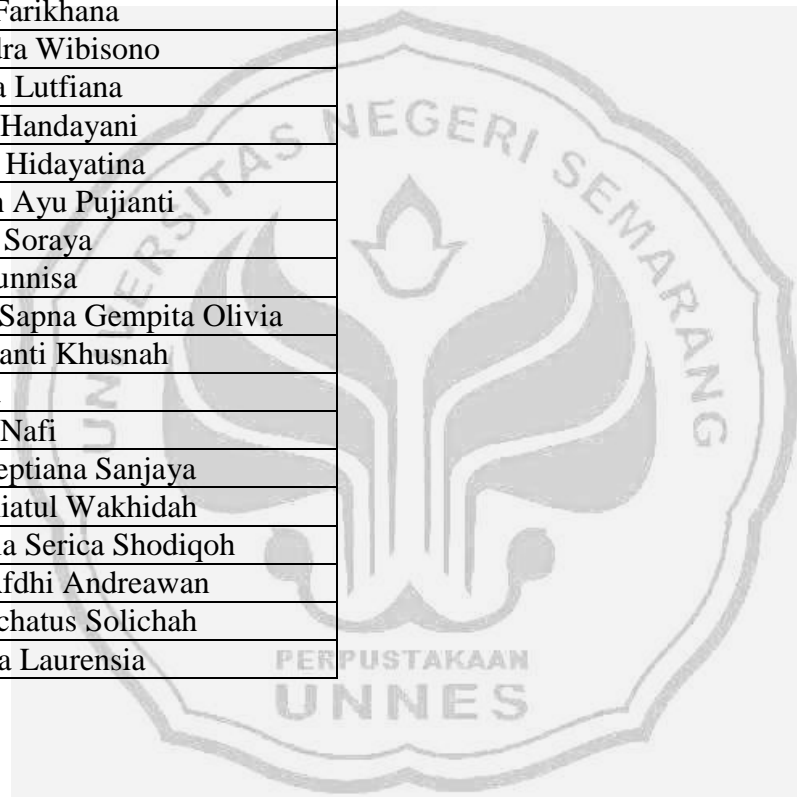 Farikhana
dra Wibisono
a Lutfiana
Handayani
Hidayatina
n Ayu Pujianti
Soraya
unnisa
Sapna Gempita Olivia
anti Khusnah
Nafi
eptiana Sanjaya
iatul Wakhidah
a Serica Shodiqoh
fdhi Andreawan
chatus Solichah
a Laurensia
UNIVERSITAS NEGERI SEMARANG
PERPUSTAKAAN
UNNES